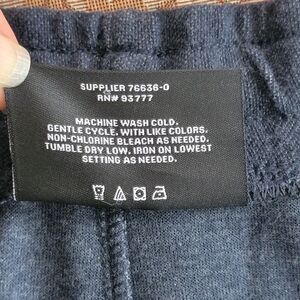 SUPPLIER 76636-0
RN# 93777
MACHINE WASH COLD.
GENTLE CYCLE. WITH LIKE COLORS.
NON-CHLORINE BLEACH AS NEEDED.
TUMBLE DRY LOW. IRON ON LOWEST
SETTING AS NEEDED.